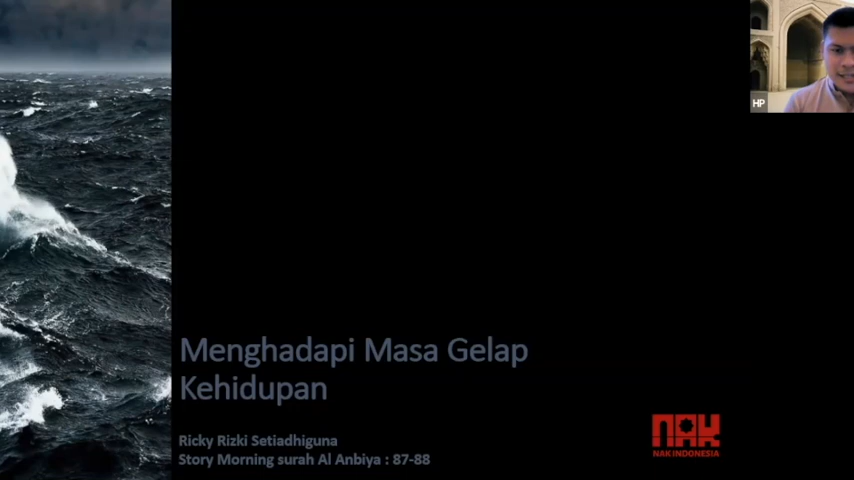 HP
Menghadapi Masa Gelap
Kehidupan
Ricky Rizki Setiadhiguna
Story Morning surah Al Anbiya : 87-88
NAK
NAK INDONESIA